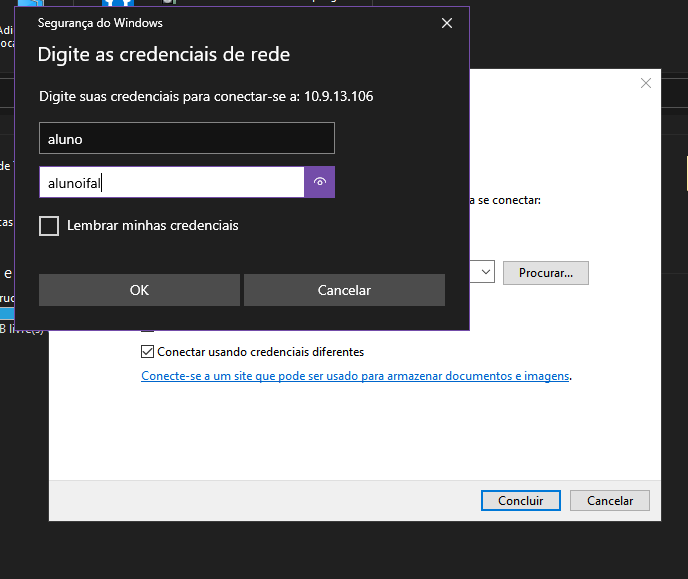 Segurança do Windows
Digite as credenciais de rede
Digite suas credenciais para conectar-se a: 10.9.13.106
aluno
alunoifal
Lembrar minhas credenciais
OK
Cancelar
a se conectar:
Procurar...
Conectar usando credenciais diferentes
Conecte-se a um site que pode ser usado para armazenar documentos e imagens.
Concluir
Cancelar